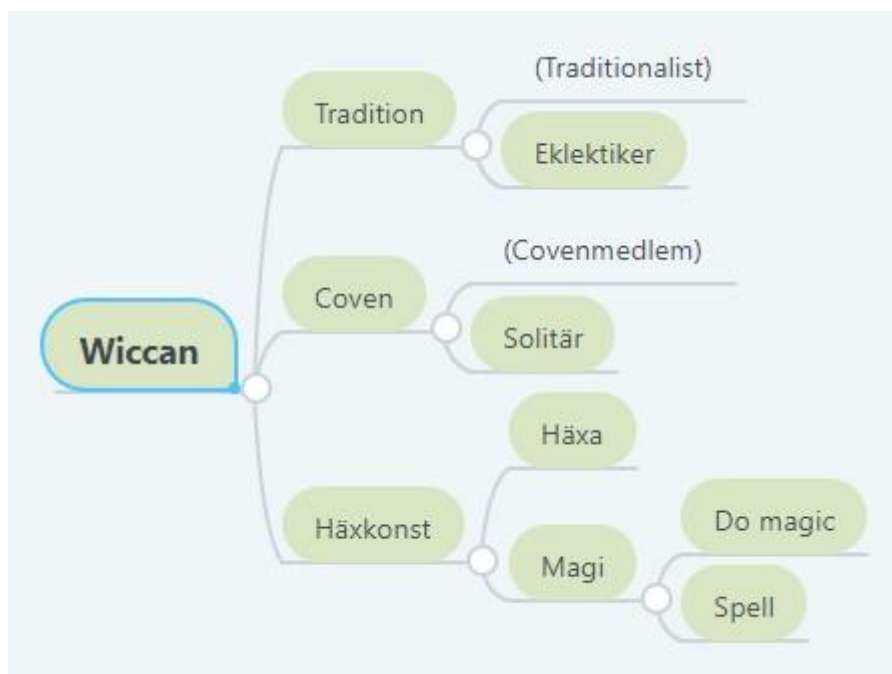 Wiccan
Tradition
(Traditionalist)
Eklektiker
Coven
(Covenmedlem)
Solitär
Häxkonst
Häxa
Magi
Do magic
Spell